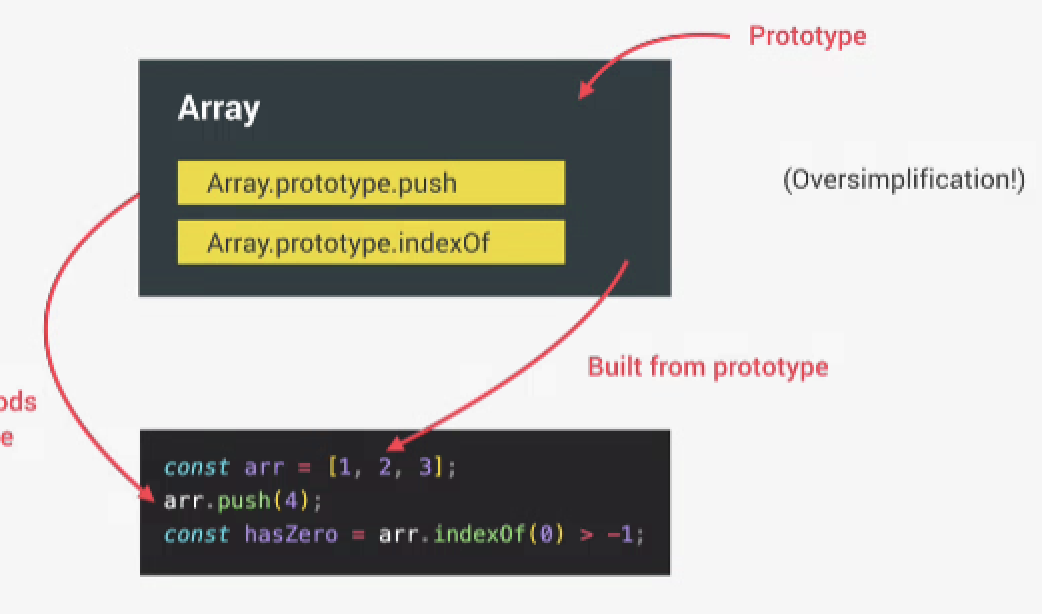 Prototype
Array
(Oversimplification!)
Array.prototype.push
Array.prototype.indexOf
Built from prototype
const arr = [1, 2, 3];
arr.push(4);
const hasZero = arr.indexOf(0) > -1;